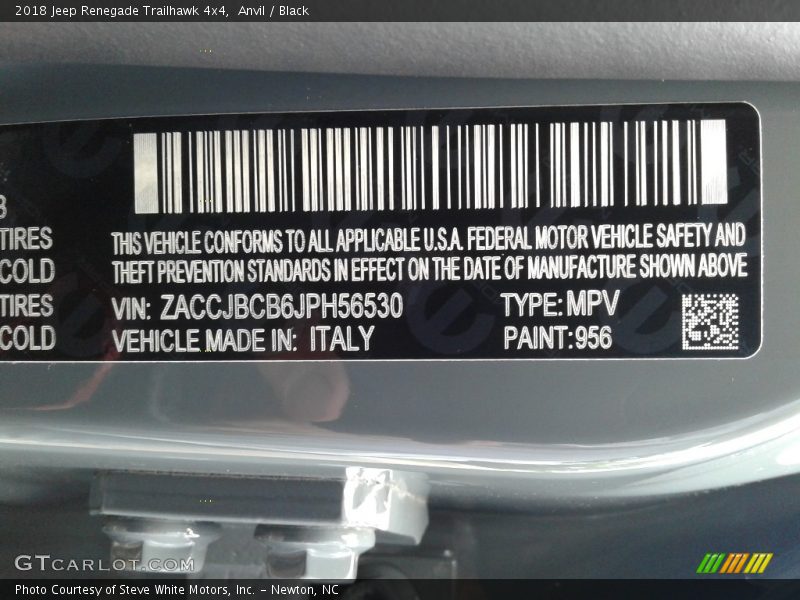 2018 Jeep Renegade Trailhawk 4x4, Anvil / Black
TIRES
COLD
TIRES
COLD
THIS VEHICLE CONFORMS TO ALL APPLICABLE U.S.A. FEDERAL MOTOR VEHICLE SAFETY AND
THEFT PREVENTION STANDARDS IN EFFECT ON THE DATE OF MANUFACTURE SHOWN ABOVE
VIN: ZACCJBCB6JPH56530 TYPE: MPV
VEHICLE MADE IN: ITALY PAINT: 956
GTCARLOT.COM
Photo Courtesy of Steve White Motors, Inc. – Newton, NC